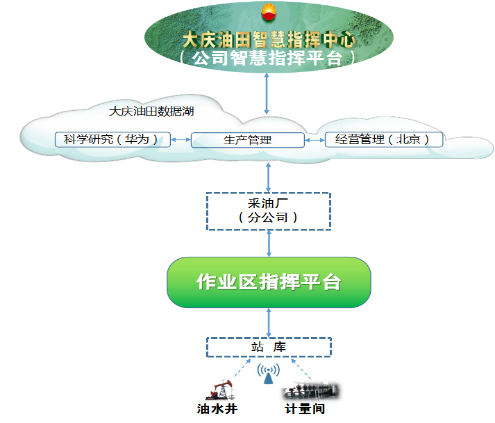 大庆油田智慧指挥中心
（公司智慧指挥平台）
大庆油田数据湖
科学研究（华为）
生产管理
经营管理（北京）
采油厂
（分公司）
作业区指挥平台
站 库
油水井
计量间